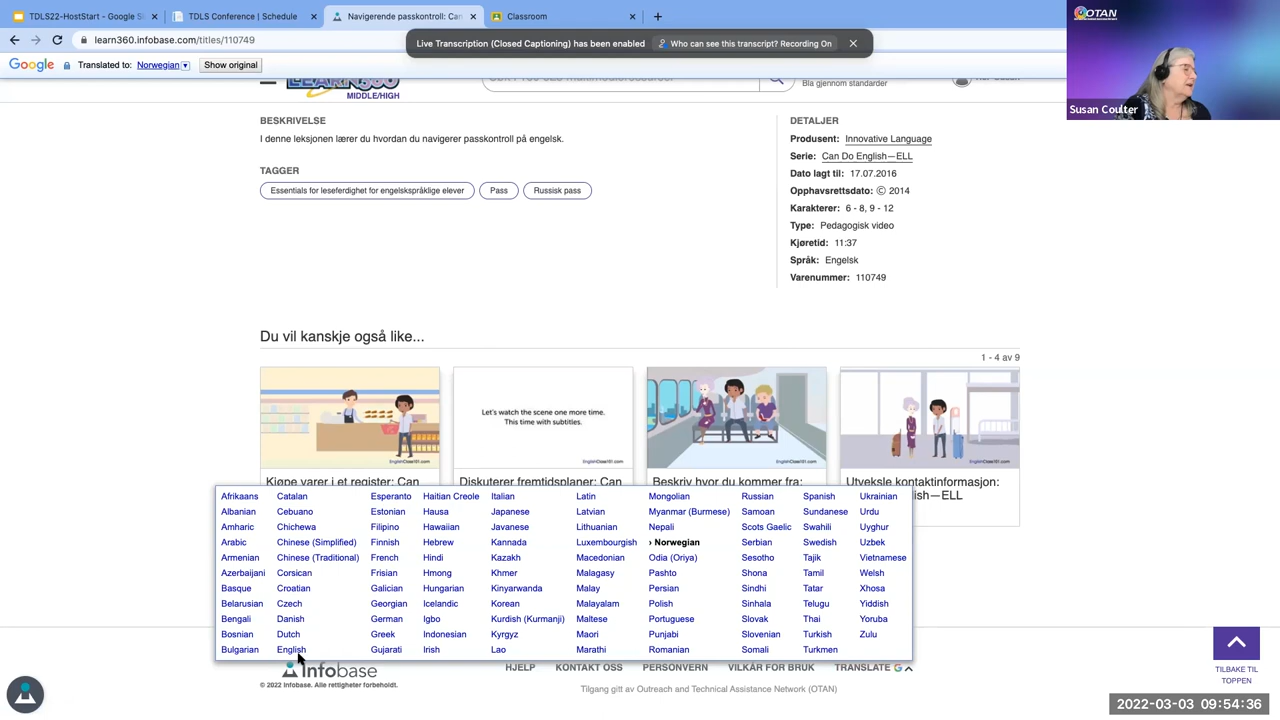 TDLS22-HostStart - Google Sl
TDLS Conference | Schedule
Navigerende passkontroll: Can
Classroom
learn360.infobase.com/titles/110749
Live Transcription (Closed Captioning) has been enabled
Who can see this transcript? Recording On
OTAN
Susan Coulter
Google
Translated to: Norwegian
Show original
MIDDLE/HIGH
Bla gjennom standarder
BESKRIVELSE
I denne leksjonen lærer du hvordan du navigerer passkontroll på engelsk.
TAGGER
Essentials for leseferdighet for engelskspråklige elever
Pass
Russisk pass
DETALJER
Produsent: Innovative Language
Serie: Can Do English—ELL
Dato lagt til: 17.07.2016
Opphavsrettsdato: © 2014
Karakterer: 6 - 8, 9 - 12
Type: Pedagogisk video
Kjøretid: 11:37
Språk: Engelsk
Varenummer: 110749
Du vil kanskje også like...
1 - 4 av 9
EnglishClass101.com
Let's watch the scene one more time.
This time with subtitles.
EnglishClass101.com
EnglishClass101.com
EnglishClass101.com
Kjøpe varer i et register: Can
Diskuterer fremtidsplaner: Can
Beskriv hvor du kommer fra:
Utveksle kontaktinformasjon:
sh—ELL
Afrikaans Catalan Esperanto Haitian Creole Italian Latin Mongolian Russian Spanish Ukrainian
Albanian Cebuano Estonian Hausa Japanese Latvian Myanmar (Burmese) Samoan Sundanese Urdu
Amharic Chichewa Filipino Hawaiian Javanese Lithuanian Nepali Scots Gaelic Swahili Uyghur
Arabic Chinese (Simplified) Finnish Hebrew Kannada Luxembourgish › Norwegian Serbian Swedish Uzbek
Armenian Chinese (Traditional) French Hindi Kazakh Macedonian Odia (Oriya) Sesotho Tajik Vietnamese
Azerbaijani Corsican Frisian Hmong Khmer Malagasy Pashto Shona Tamil Welsh
Basque Croatian Galician Hungarian Kinyarwanda Malay Persian Sindhi Tatar Xhosa
Belarusian Czech Georgian Icelandic Korean Malayalam Polish Sinhala Telugu Yiddish
Bengali Danish German Igbo Kurdish (Kurmanji) Maltese Portuguese Slovak Thai Yoruba
Bosnian Dutch Greek Indonesian Kyrgyz Maori Punjabi Slovenian Turkish Zulu
Bulgarian English Gujarati Irish Lao Marathi Romanian Somali Turkmen
Infobase
© 2022 Infobase. Alle rettigheter forbeholdt.
HJELP KONTAKT OSS PERSONVERN VILKÅR FOR BRUK TRANSLATE G
Tilgang gitt av Outreach and Technical Assistance Network (OTAN)
TILBAKE TIL
TOPPEN
2022-03-03 09:54:36